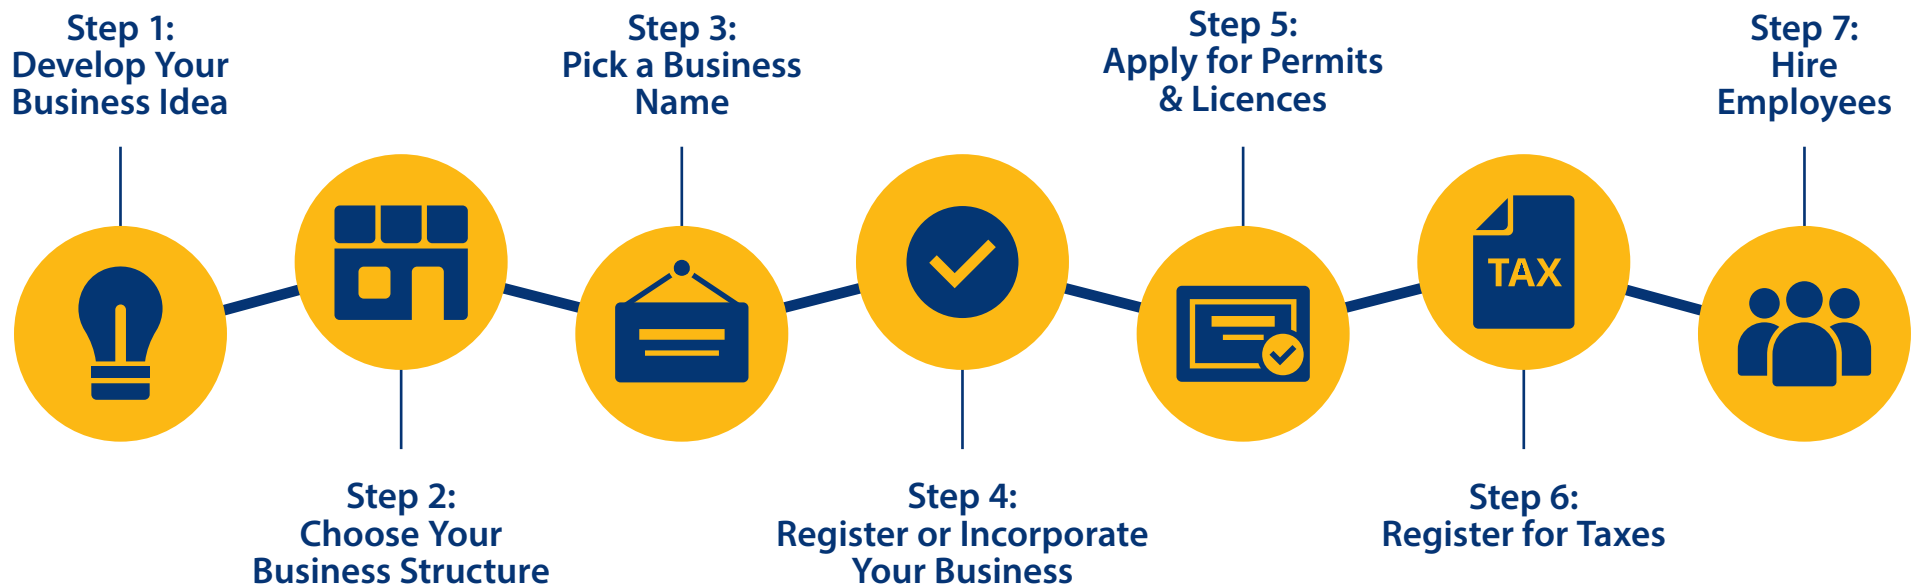 Step 1:
Develop Your
Business Idea
Step 2:
Choose Your
Business Structure
Step 3:
Pick a Business
Name
Step 4:
Register or Incorporate
Your Business
Step 5:
Apply for Permits
& Licences
Step 6:
Register for Taxes
TAX
Step 7:
Hire
Employees